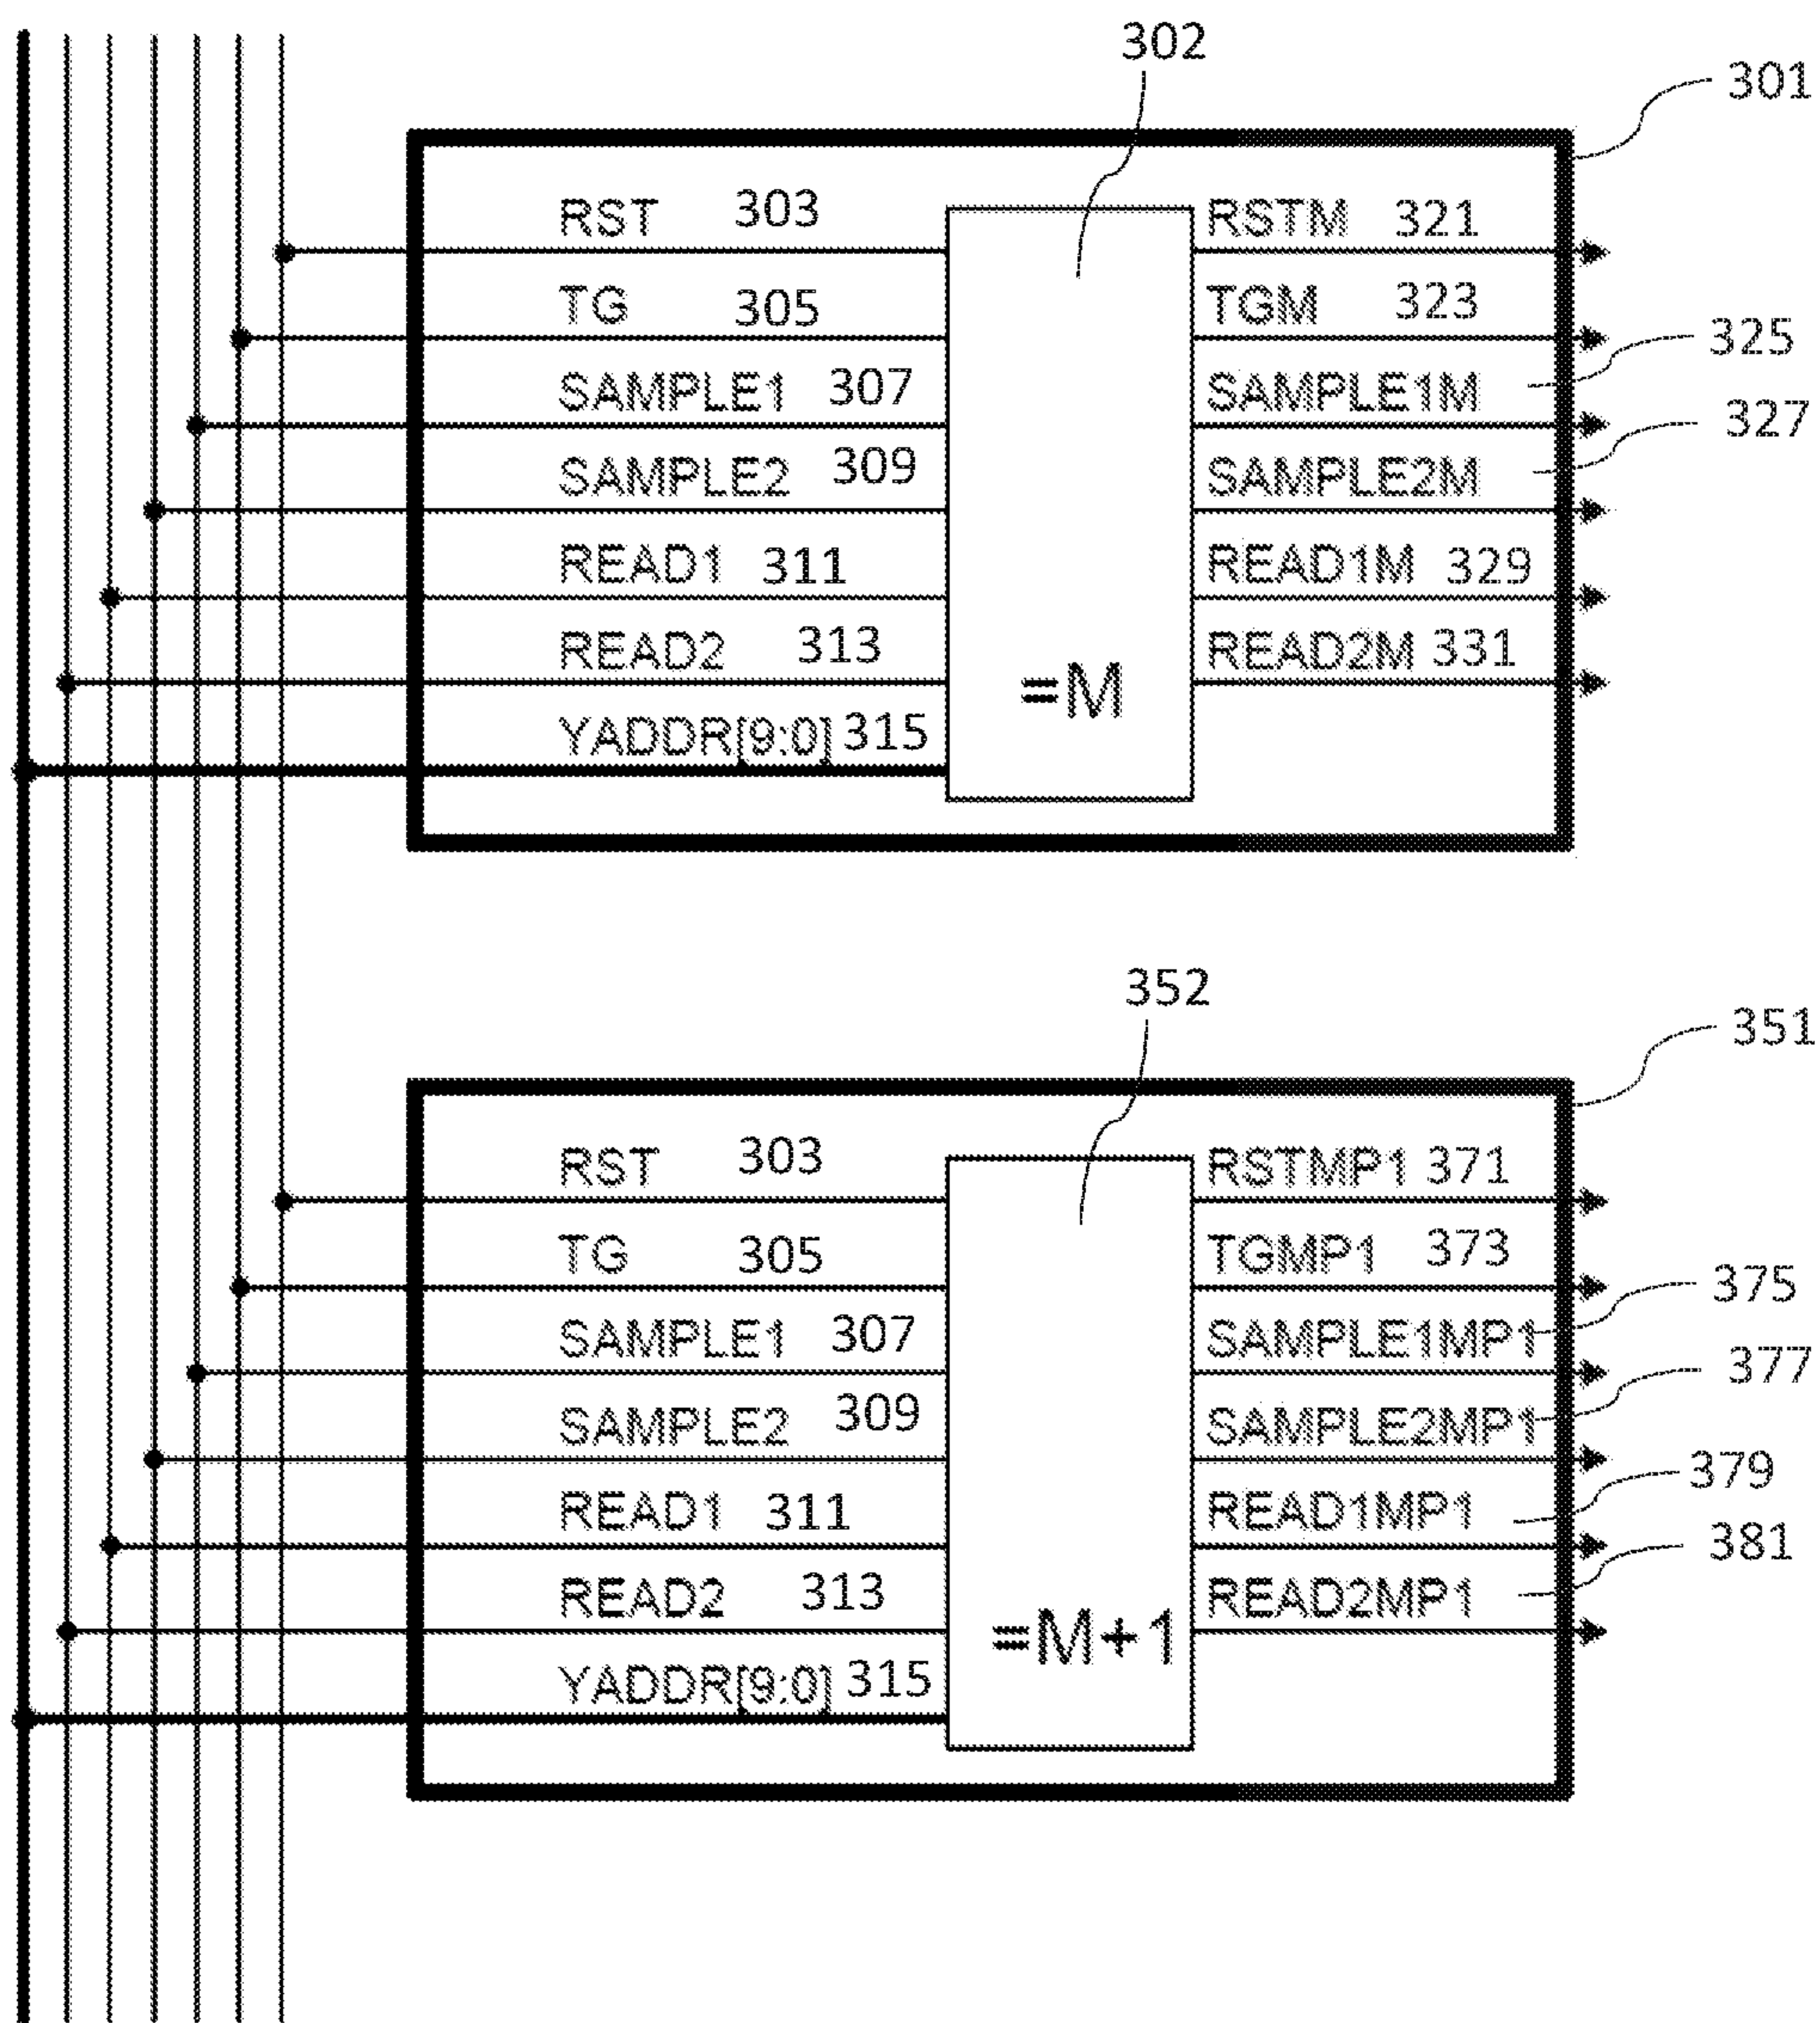 302
301
RST 303 RSTM 321
TG 305 TGM 323
325
SAMPLE1 307 SAMPLE1M
327
SAMPLE2 309 SAMPLE2M
READ1 311 READ1M 329
READ2 313 READ2M 331
=M
YADDR[9:0] 315
352
351
RST 303 RSTMP1 371
TG 305 TGMP1 373
375
SAMPLE1 307 SAMPLE1MP1
377
SAMPLE2 309 SAMPLE2MP1
379
READ1 311 READ1MP1
381
READ2 313 READ2MP1
=M+1
YADDR[9:0] 315